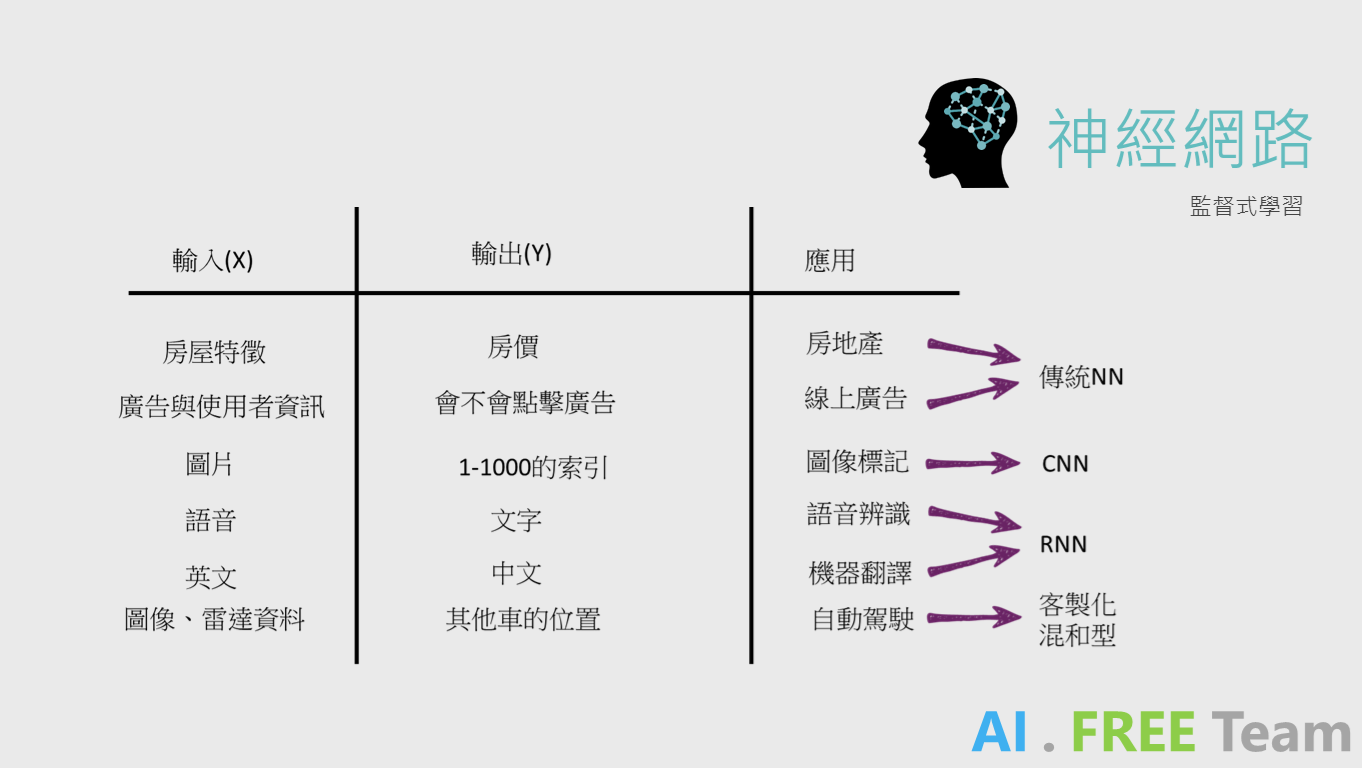 神經網路
監督式學習
輸入(X) 輸出(Y) 應用
房屋特徵 房價 房地產
傳統NN
廣告與使用者資訊 會不會點擊廣告 線上廣告
圖片 1-1000的索引 圖像標記 CNN
語音 文字 語音辨識
RNN
英文 中文 機器翻譯
圖像、雷達資料 其他車的位置 自動駕駛 客製化
混和型
AI . FREE Team